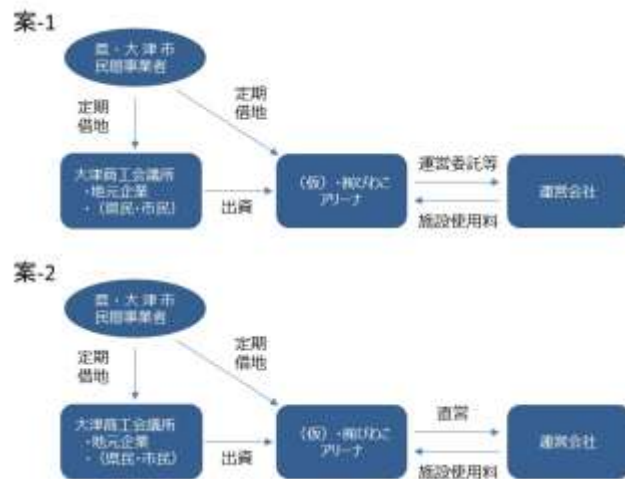 案-1
県・大津市
民間事業者
定期
借地
定期
借地
大津商工会議所
・地元企業
・（県民・市民）
出資
（仮）・㈱びわこ
アリーナ
運営委託等
施設使用料
運営会社
案-2
県・大津市
民間事業者
定期
借地
定期
借地
大津商工会議所
・地元企業
・（県民・市民）
出資
（仮）・㈱びわこ
アリーナ
直営
施設使用料
運営会社